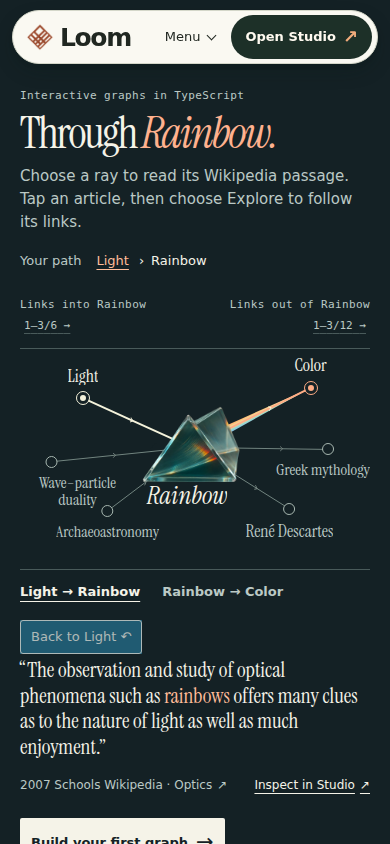 Loom
Menu
Open Studio ↗
Interactive graphs in TypeScript
Through Rainbow.
Choose a ray to read its Wikipedia passage.
Tap an article, then choose Explore to follow
its links.
Your path Light › Rainbow
Links into Rainbow
Links out of Rainbow
1–3/6 →
1–3/12 →
Color
Light
Greek mythology
Wave–particle
duality
Rainbow
Archaeoastronomy
René Descartes
Light → Rainbow
Rainbow → Color
Back to Light ↶
“The observation and study of optical
phenomena such as rainbows offers many clues
as to the nature of light as well as much
enjoyment.”
2007 Schools Wikipedia · Optics ↗
Inspect in Studio ↗
Build your first graph →